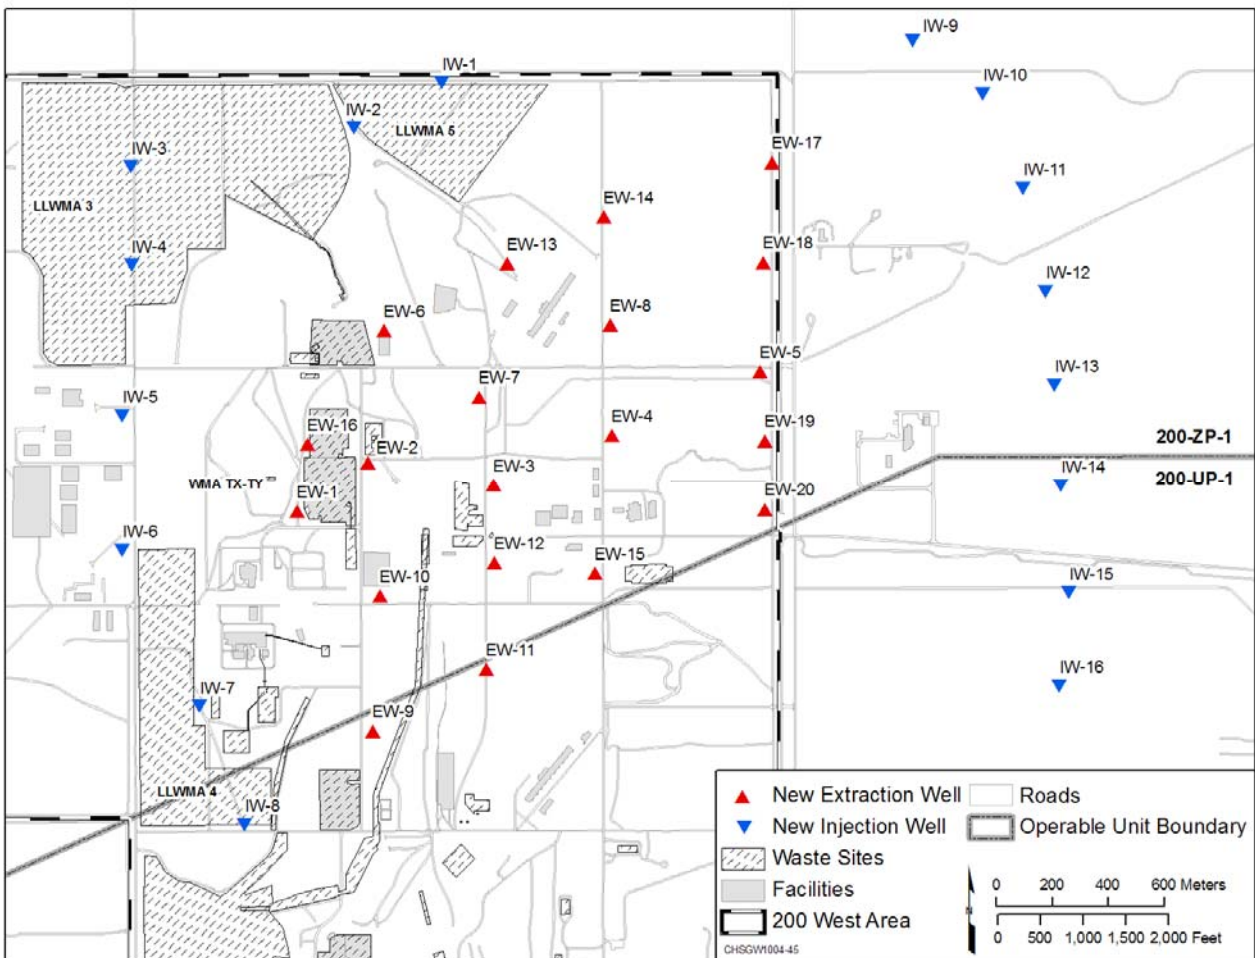 IW-9
IW-1
IW-10
IW-2
LLWMA 5
EW-17
IW-3
IW-11
LLWMA 3
EW-14
IW-4
EW-13
EW-18
IW-12
EW-6
EW-8
EW-5
IW-13
EW-7
IW-5
EW-16
EW-4
EW-19
200-ZP-1
EW-2
EW-3
IW-14
200-UP-1
WMA TX-TY
EW-1
EW-20
IW-6
EW-12
EW-15
EW-10
IW-15
EW-11
IW-16
IW-7
EW-9
LLWMA 4
IW-8
New Extraction Well
Roads
New Injection Well
Operable Unit Boundary
Waste Sites
Facilities
200 West Area
N
0 200 400 600 Meters
0 500 1,000 1,500 2,000 Feet
CHSGW1004-45